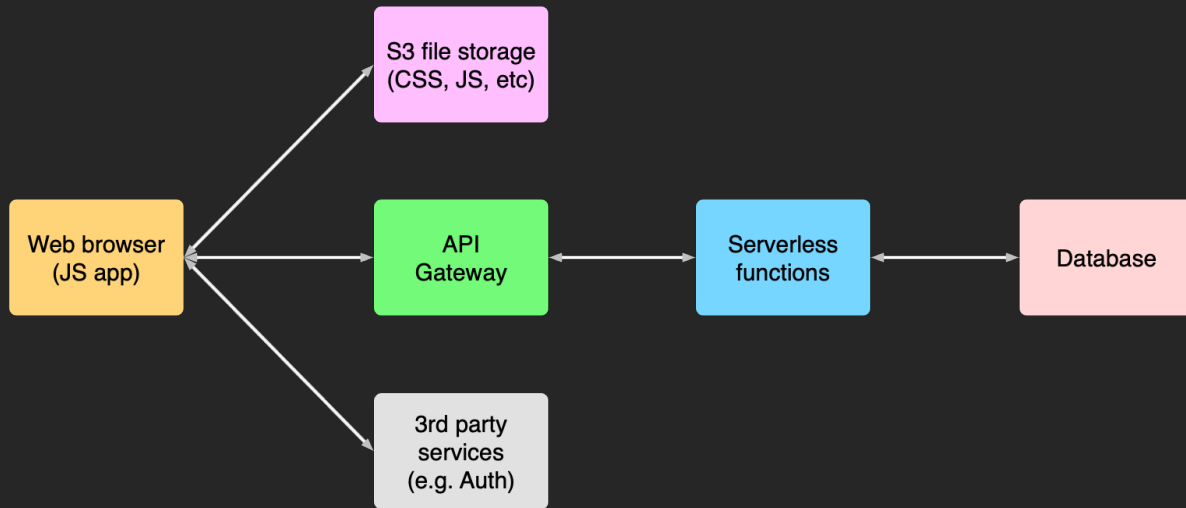 S3 file storage
(CSS, JS, etc)
Web browser
(JS app)
API
Gateway
Serverless
functions
Database
3rd party
services
(e.g. Auth)